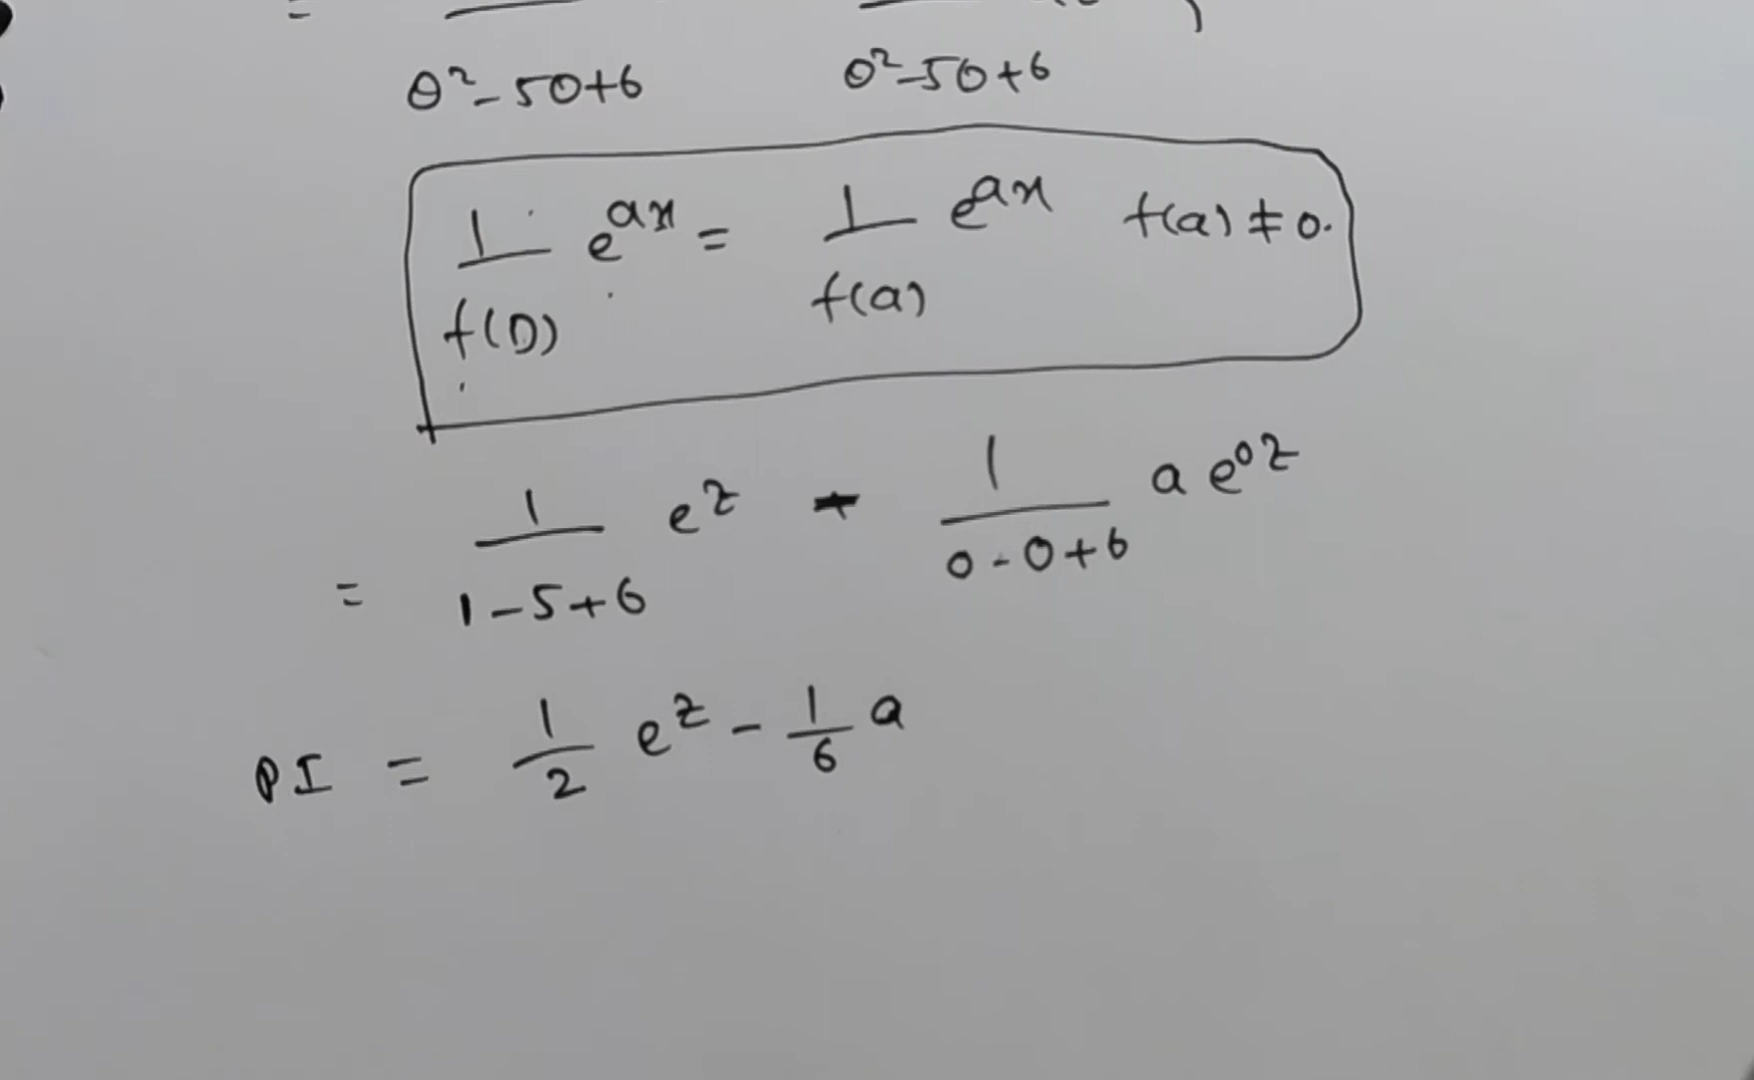 =
θ²-5θ+6 θ²-5θ+6
1/f(D) e^{ax} = 1/f(a) e^{ax} f(a) ≠ 0.
= 1/(1-5+6) e^z - 1/(0-0+6) a e^{0z}
PI = 1/2 e^z - 1/6 a